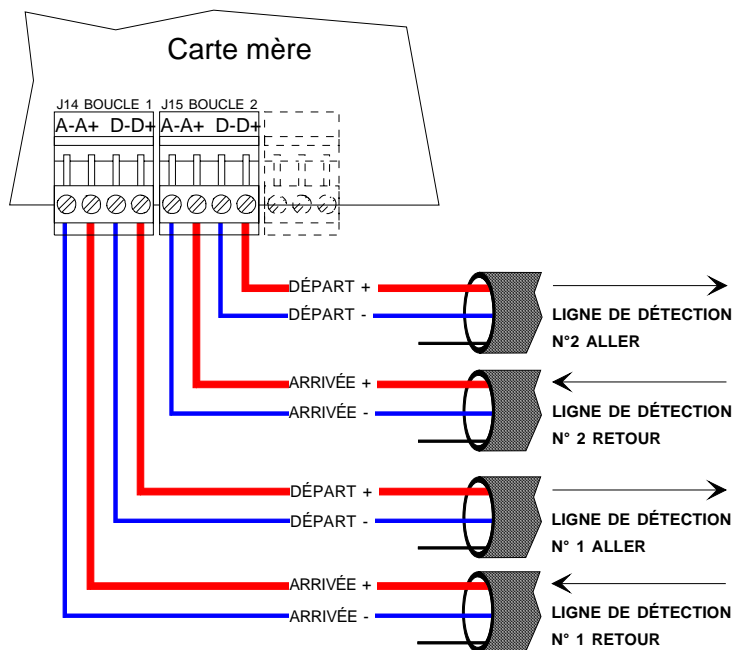 Carte mère
J14 BOUCLE 1 J15 BOUCLE 2
A-A+ D-D+ A-A+ D-D+
DÉPART +
DÉPART -
LIGNE DE DÉTECTION
N°2 ALLER
ARRIVÉE +
ARRIVÉE -
LIGNE DE DÉTECTION
N° 2 RETOUR
DÉPART +
DÉPART -
LIGNE DE DÉTECTION
N° 1 ALLER
ARRIVÉE +
ARRIVÉE -
LIGNE DE DÉTECTION
N° 1 RETOUR